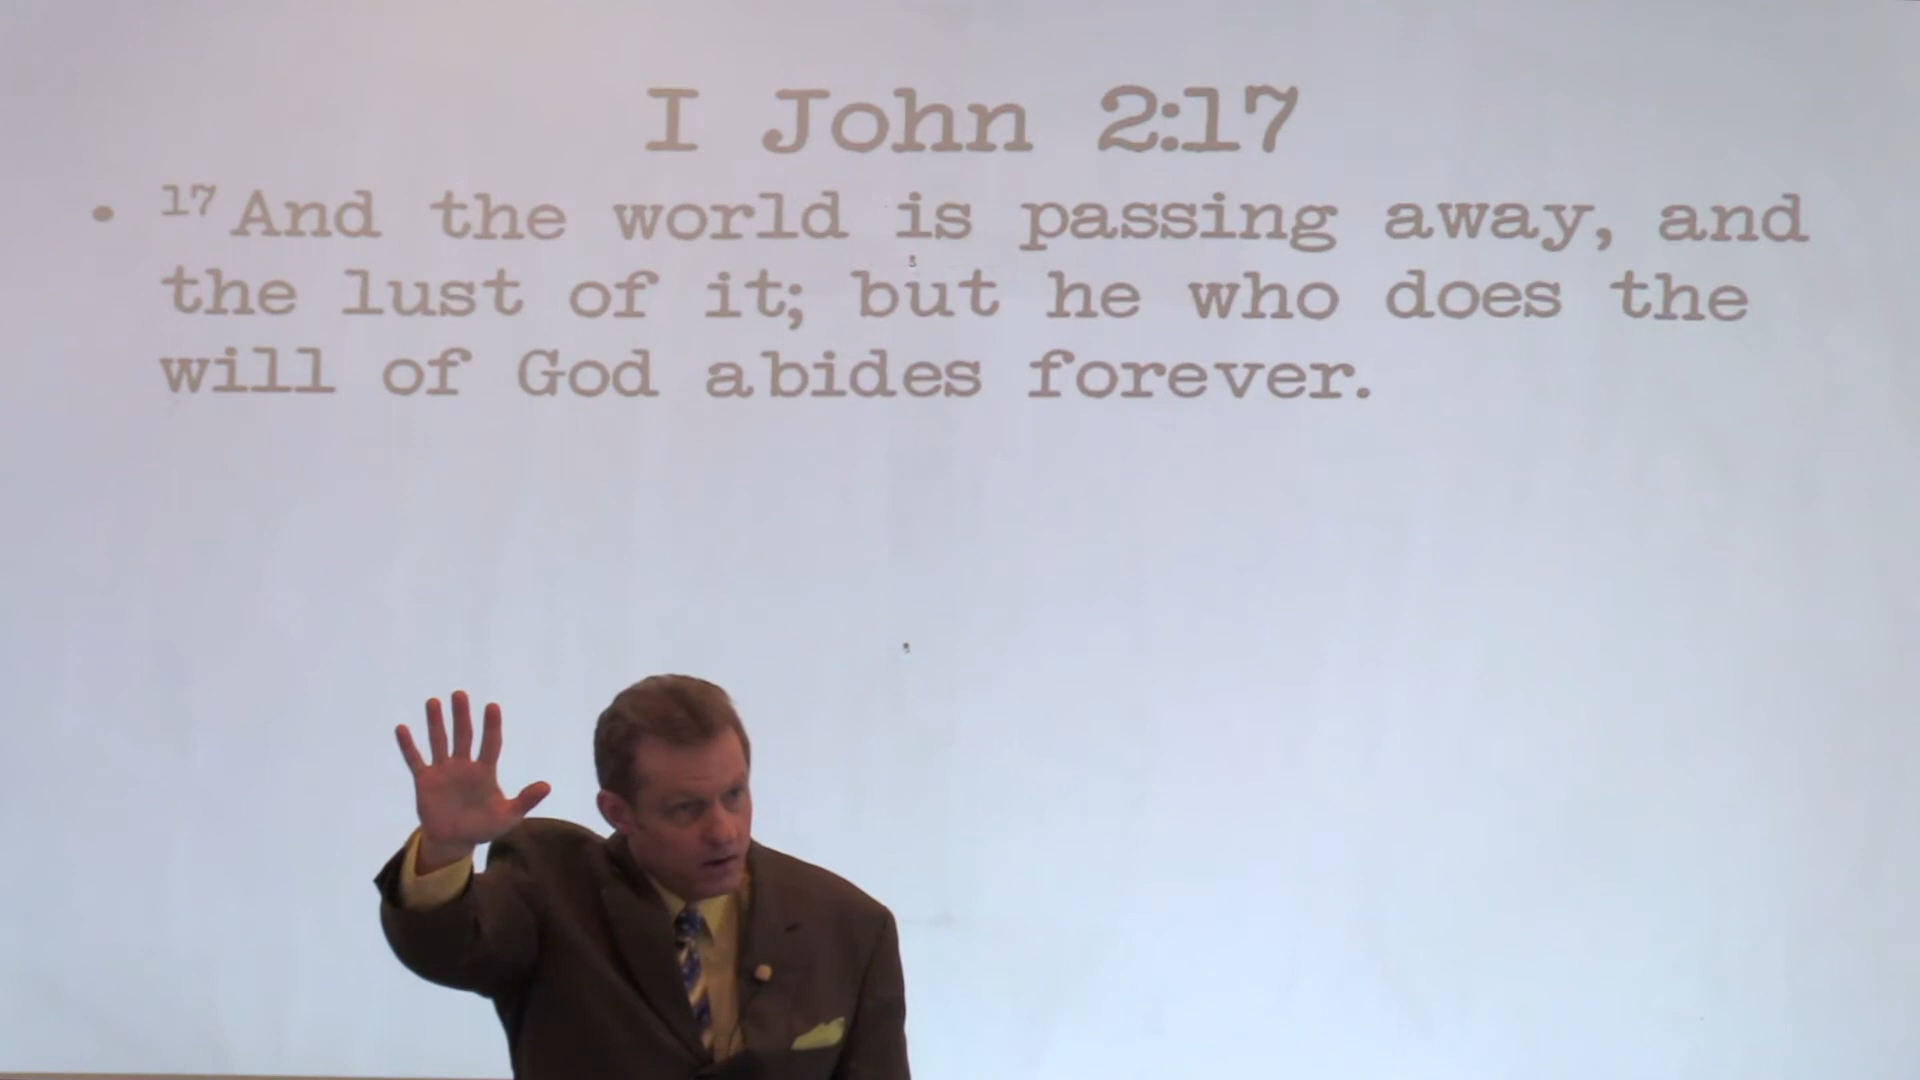 I John 2:17
• 17 And the world is passing away, and
the lust of it; but he who does the
will of God abides forever.